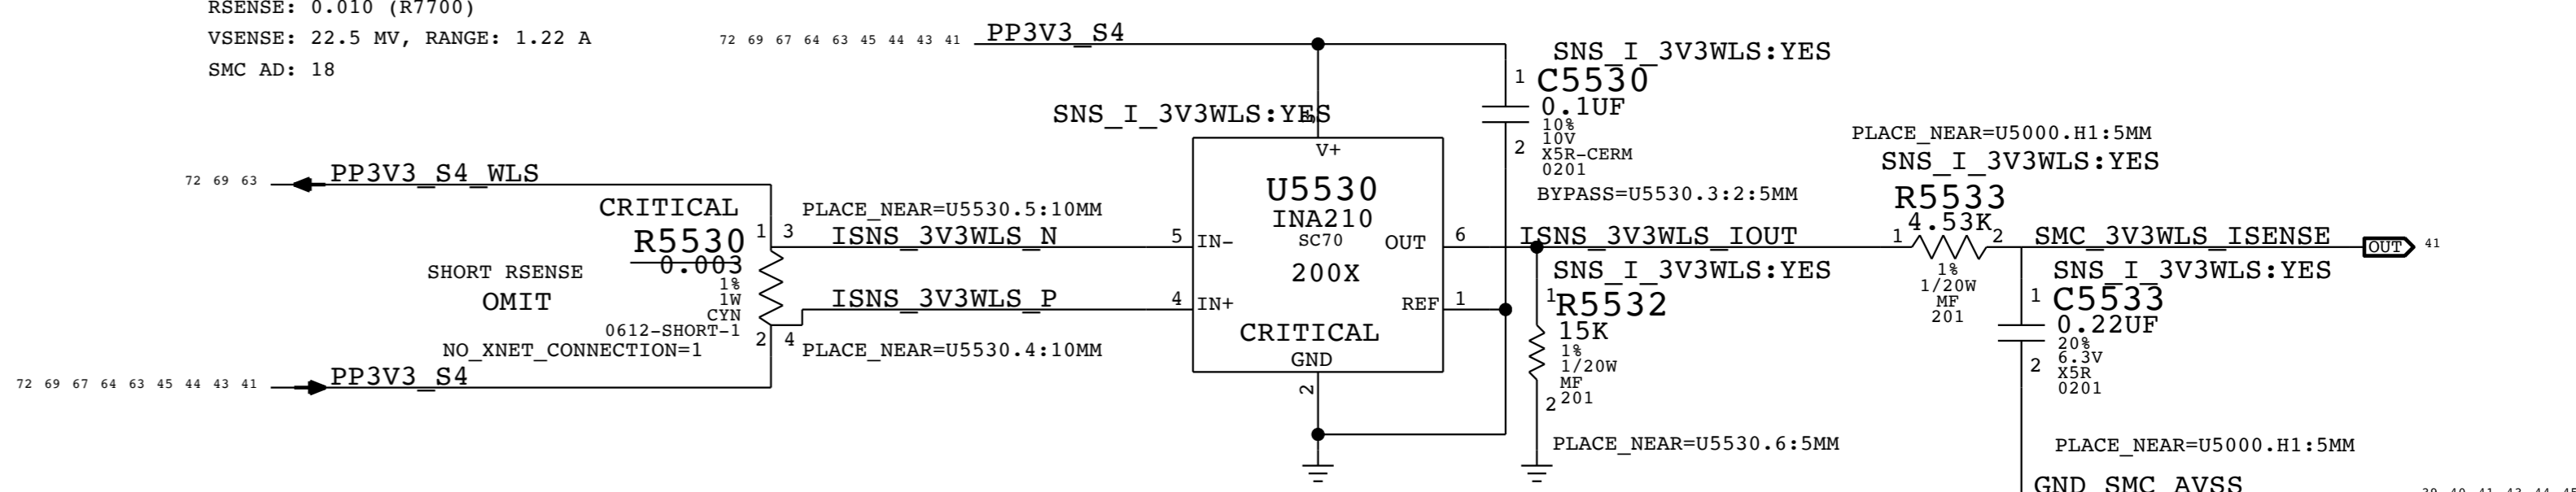 RSENSE: 0.010 (R7700)
VSENSE: 22.5 MV, RANGE: 1.22 A
SMC AD: 18
72 69 67 64 63 45 44 43 41 PP3V3_S4
SNS_I_3V3WLS:YES
C5530
1
0.1UF
10%
10V
X5R-CERM
0201
2
BYPASS=U5530.3:2:5MM
SNS_I_3V3WLS:YES
3
V+
U5530
INA210
SC70
200X
CRITICAL
GND
2
5 IN-
4 IN+
OUT 6
REF 1
72 69 63 PP3V3_S4_WLS
CRITICAL
R5530
0.003
1%
1W
CYN
0612-SHORT-1
SHORT RSENSE
OMIT
NO_XNET_CONNECTION=1
1 3
2 4
PLACE_NEAR=U5530.5:10MM
ISNS_3V3WLS_N
ISNS_3V3WLS_P
PLACE_NEAR=U5530.4:10MM
72 69 67 64 63 45 44 43 41 PP3V3_S4
ISNS_3V3WLS_IOUT
SNS_I_3V3WLS:YES
1
R5532
15K
1%
1/20W
MF
201
2
PLACE_NEAR=U5530.6:5MM
PLACE_NEAR=U5000.H1:5MM
SNS_I_3V3WLS:YES
R5533
4.53K
1 2
1%
1/20W
MF
201
SMC_3V3WLS_ISENSE
OUT 41
SNS_I_3V3WLS:YES
1
C5533
0.22UF
20%
6.3V
X5R
0201
2
PLACE_NEAR=U5000.H1:5MM
GND_SMC_AVSS